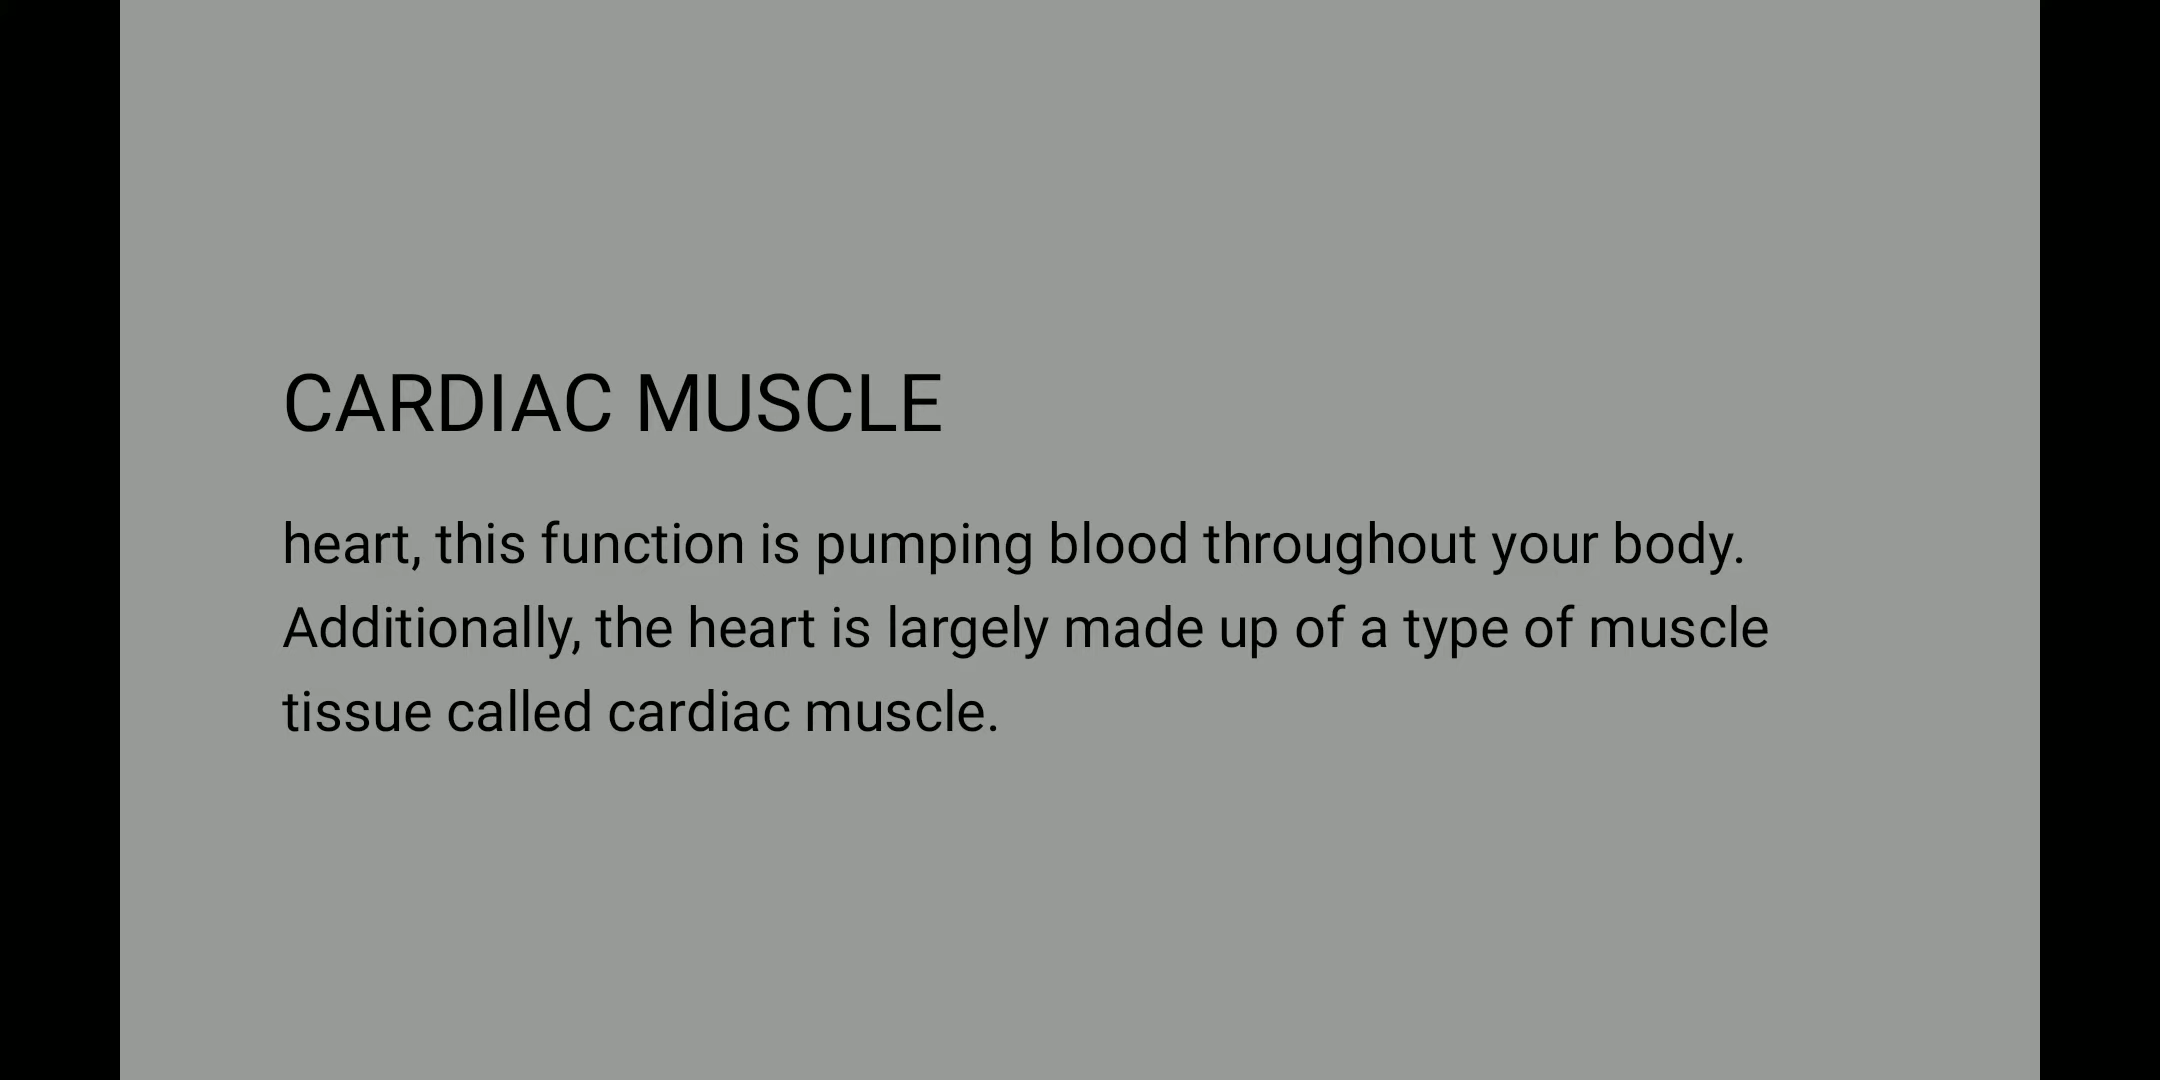 CARDIAC MUSCLE
heart, this function is pumping blood throughout your body.
Additionally, the heart is largely made up of a type of muscle
tissue called cardiac muscle.